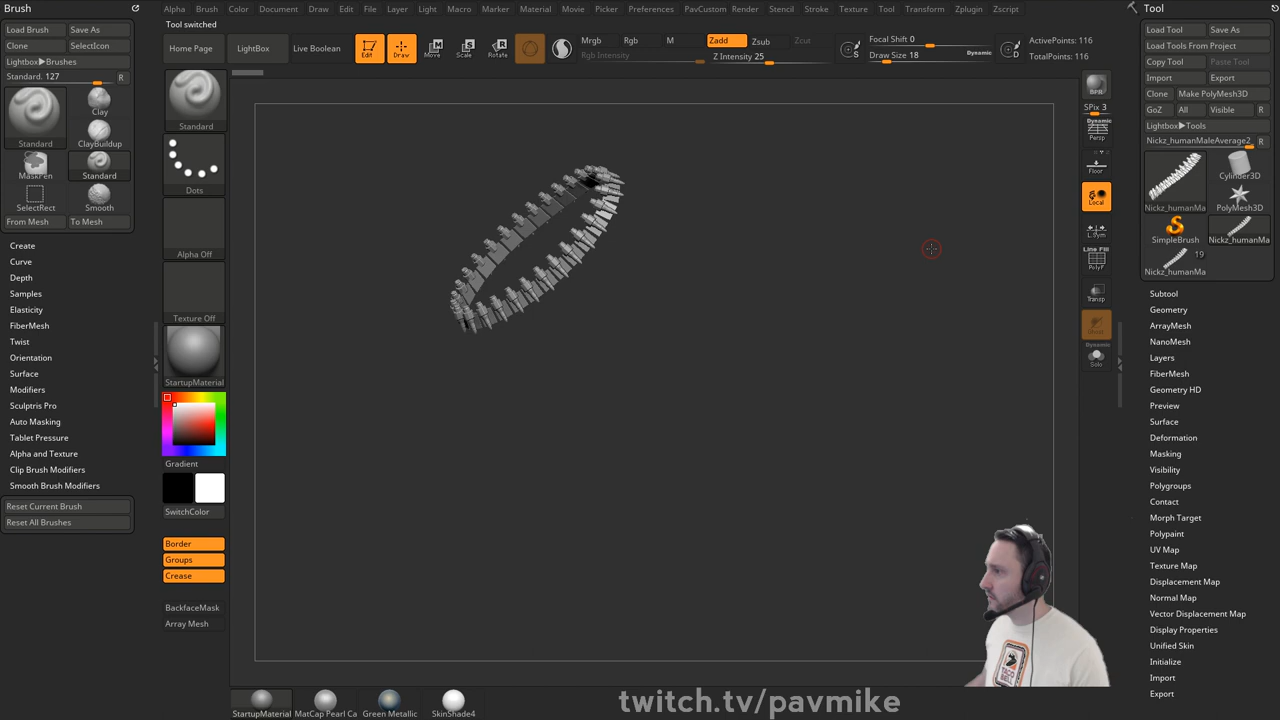 Brush
Alpha Brush Color Document Draw Edit File Layer Light Macro Marker Material Movie Picker Preferences PavCustom Render Stencil Stroke Texture Tool Transform Zplugin Zscript
Tool
Tool switched
Load Brush Save As
Clone SelectIcon
Lightbox▶Brushes
Standard. 127 R
Standard
Clay
ClayBuildup
MaskPen
Standard
SelectRect
Smooth
From Mesh To Mesh
Create
Curve
Depth
Samples
Elasticity
FiberMesh
Twist
Orientation
Surface
Modifiers
Sculptris Pro
Auto Masking
Tablet Pressure
Alpha and Texture
Clip Brush Modifiers
Smooth Brush Modifiers
Reset Current Brush
Reset All Brushes
Home Page LightBox Live Boolean
Edit Draw Move Scale Rotate
Mrgb Rgb M Zadd Zsub Zcut
Rgb Intensity Z Intensity 25
S
Focal Shift 0
Draw Size 18 Dynamic
D
ActivePoints: 116
TotalPoints: 116
Standard
Dots
Alpha Off
Texture Off
StartupMaterial
Gradient
SwitchColor
Border
Groups
Crease
BackfaceMask
Array Mesh
BPR
SPix 3
Dynamic
Persp
Floor
Local
L.Sym
Line Fill
PolyF
Transp
Ghost
Dynamic
Solo
Load Tool Save As
Load Tools From Project
Copy Tool Paste Tool
Import Export
Clone Make PolyMesh3D
GoZ All Visible R
Lightbox▶Tools
Nickz_humanMaleAverage2 R
Nickz_humanMa
Cylinder3D
PolyMesh3D
SimpleBrush
Nickz_humanMa
19
Nickz_humanMa
Subtool
Geometry
ArrayMesh
NanoMesh
Layers
FiberMesh
Geometry HD
Preview
Surface
Deformation
Masking
Visibility
Polygroups
Contact
Morph Target
Polypaint
UV Map
Texture Map
Displacement Map
Normal Map
Vector Displacement Map
Display Properties
Unified Skin
Initialize
Import
Export
StartupMaterial MatCap Pearl Ca Green Metallic SkinShade4
twitch.tv/pavmike